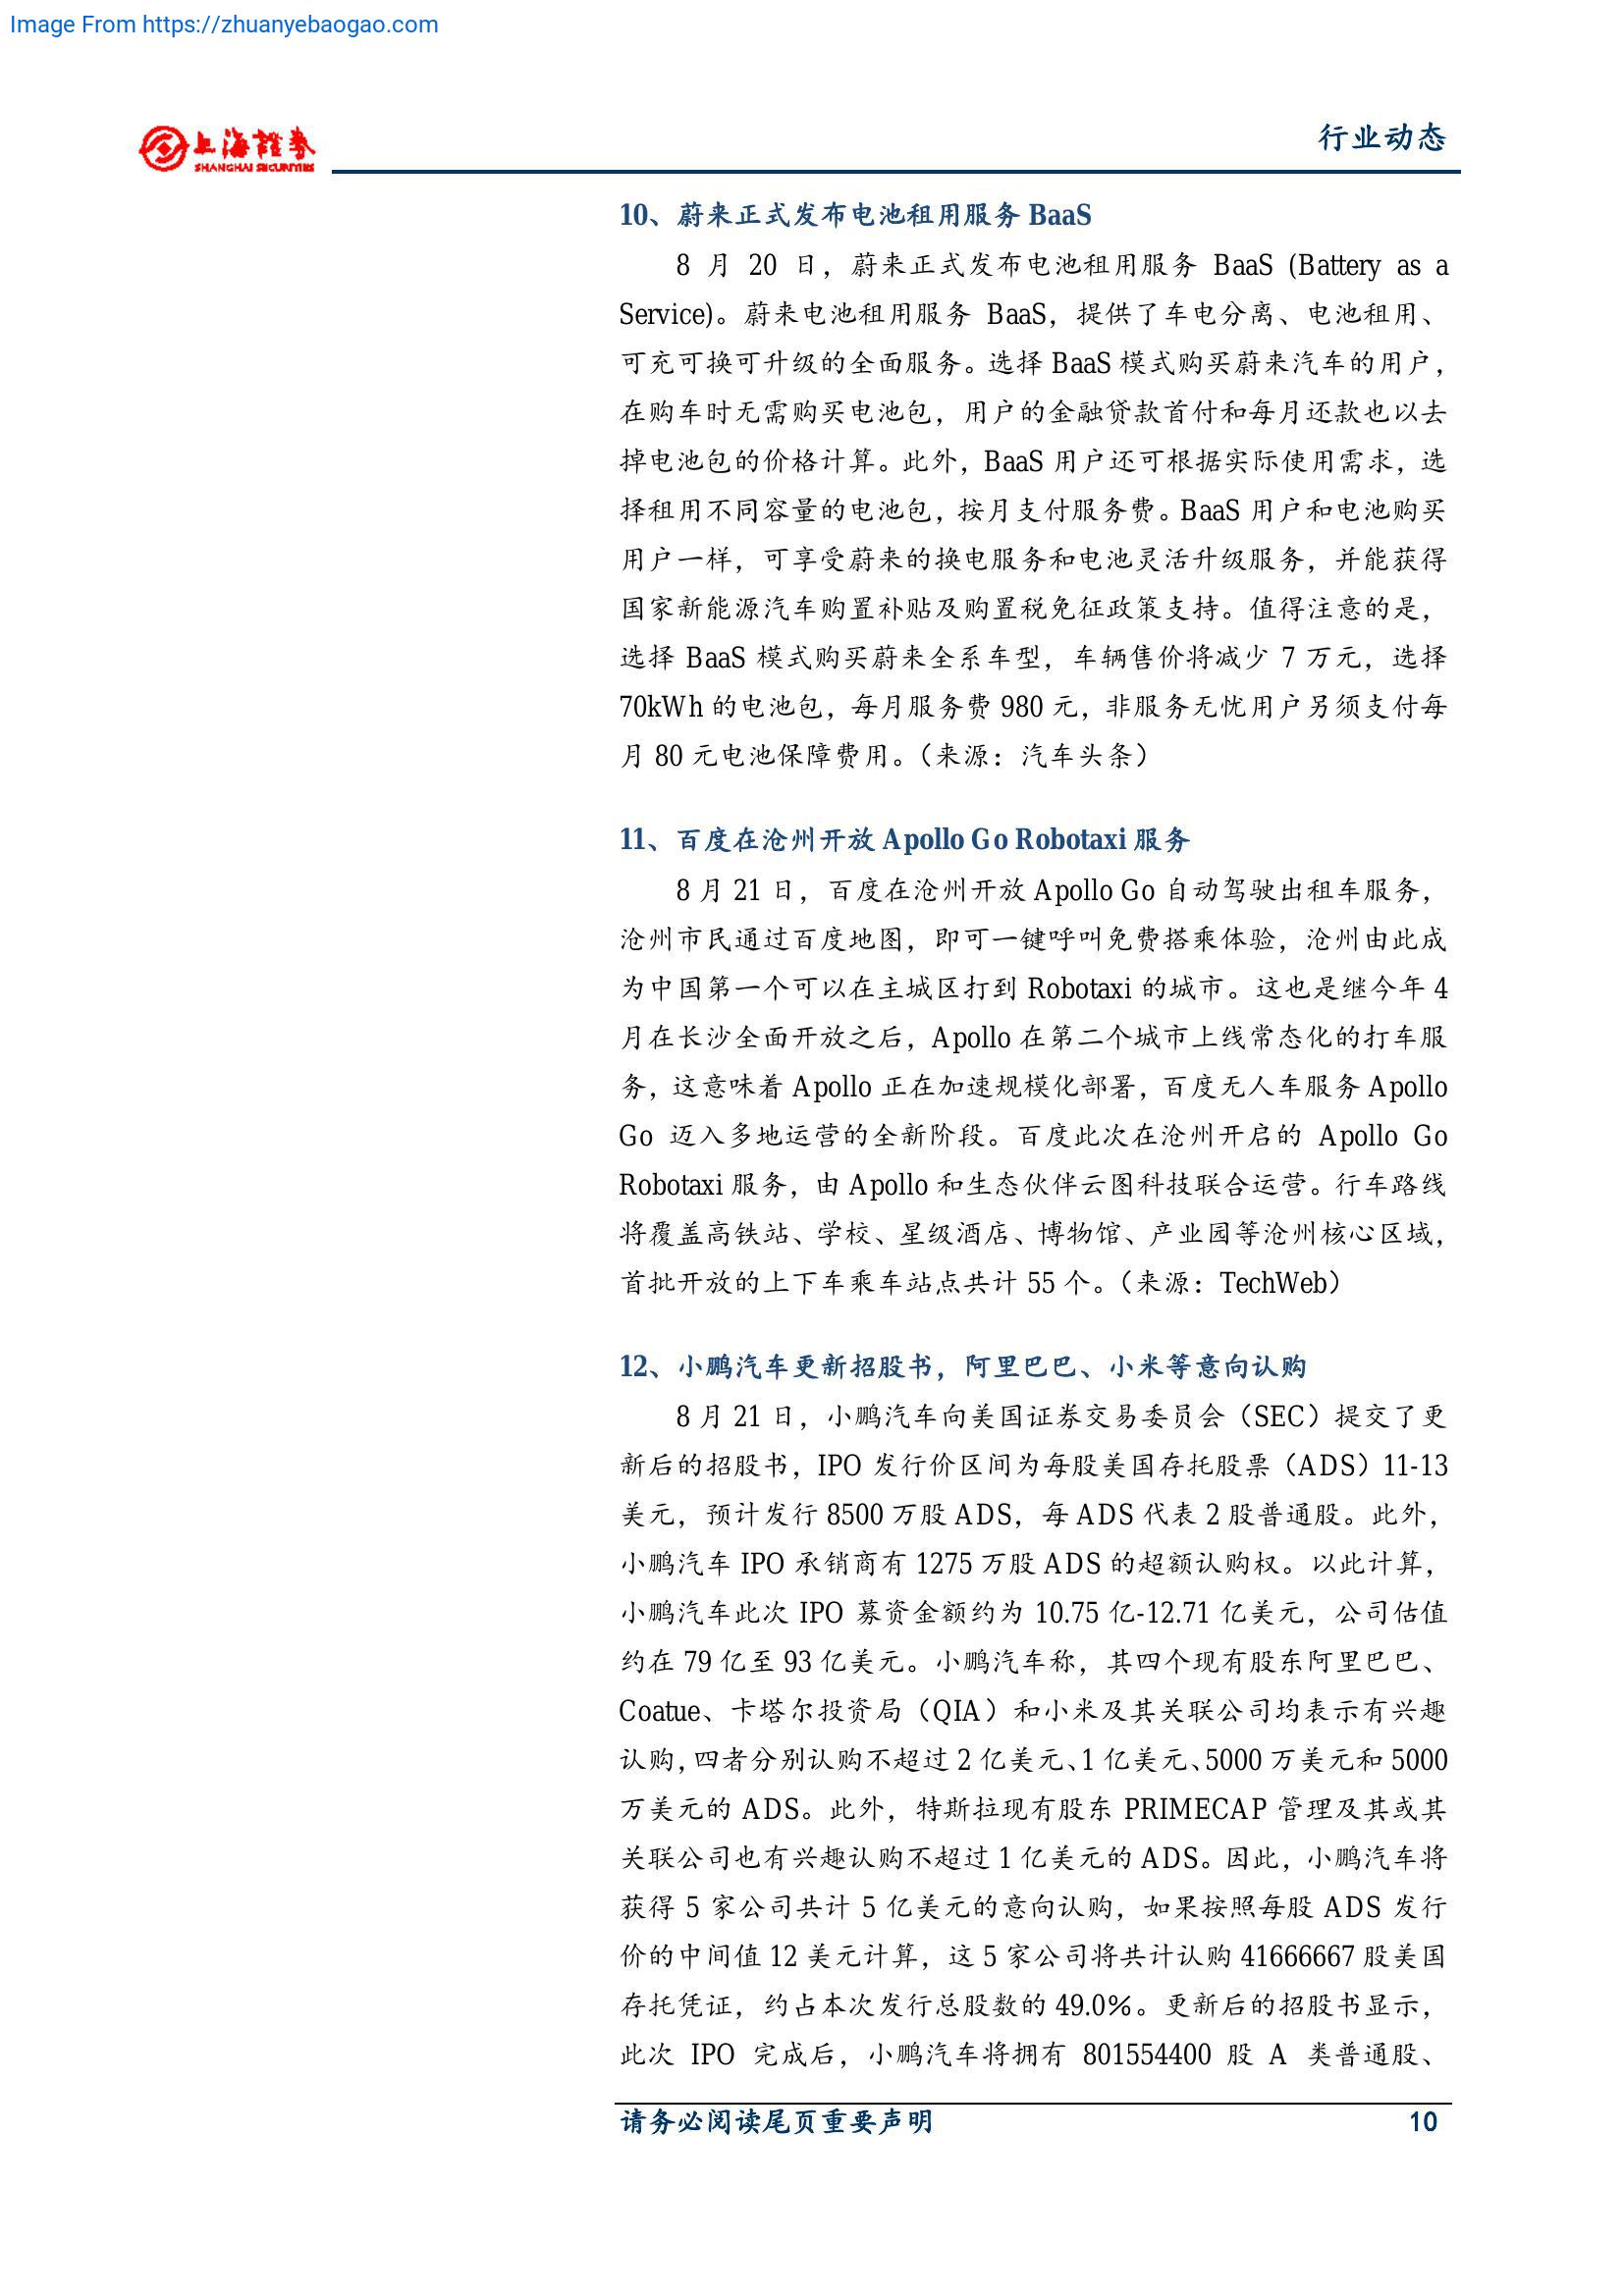 Image From https://zhuanyebaogao.com
上海證券
SHANGHAI SECURITIES
行业动态
10、蔚来正式发布电池租用服务 BaaS
8 月 20 日，蔚来正式发布电池租用服务 BaaS (Battery as a
Service)。蔚来电池租用服务 BaaS，提供了车电分离、电池租用、
可充可换可升级的全面服务。选择 BaaS 模式购买蔚来汽车的用户，
在购车时无需购买电池包，用户的金融贷款首付和每月还款也以去
掉电池包的价格计算。此外，BaaS 用户还可根据实际使用需求，选
择租用不同容量的电池包，按月支付服务费。BaaS 用户和电池购买
用户一样，可享受蔚来的换电服务和电池灵活升级服务，并能获得
国家新能源汽车购置补贴及购置税免征政策支持。值得注意的是，
选择 BaaS 模式购买蔚来全系车型，车辆售价将减少 7 万元，选择
70kWh 的电池包，每月服务费 980 元，非服务无忧用户另须支付每
月 80 元电池保障费用。（来源：汽车头条）
11、百度在沧州开放 Apollo Go Robotaxi 服务
8 月 21 日，百度在沧州开放 Apollo Go 自动驾驶出租车服务，
沧州市民通过百度地图，即可一键呼叫免费搭乘体验，沧州由此成
为中国第一个可以在主城区打到 Robotaxi 的城市。这也是继今年 4
月在长沙全面开放之后，Apollo 在第二个城市上线常态化的打车服
务，这意味着 Apollo 正在加速规模化部署，百度无人车服务 Apollo
Go 迈入多地运营的全新阶段。百度此次在沧州开启的 Apollo Go
Robotaxi 服务，由 Apollo 和生态伙伴云图科技联合运营。行车路线
将覆盖高铁站、学校、星级酒店、博物馆、产业园等沧州核心区域，
首批开放的上下车乘车站点共计 55 个。（来源：TechWeb）
12、小鹏汽车更新招股书，阿里巴巴、小米等意向认购
8 月 21 日，小鹏汽车向美国证券交易委员会（SEC）提交了更
新后的招股书，IPO 发行价区间为每股美国存托股票（ADS）11-13
美元，预计发行 8500 万股 ADS，每 ADS 代表 2 股普通股。此外，
小鹏汽车 IPO 承销商有 1275 万股 ADS 的超额认购权。以此计算，
小鹏汽车此次 IPO 募资金额约为 10.75 亿-12.71 亿美元，公司估值
约在 79 亿至 93 亿美元。小鹏汽车称，其四个现有股东阿里巴巴、
Coatue、卡塔尔投资局（QIA）和小米及其关联公司均表示有兴趣
认购，四者分别认购不超过 2 亿美元、1 亿美元、5000 万美元和 5000
万美元的 ADS。此外，特斯拉现有股东 PRIMECAP 管理及其或其
关联公司也有兴趣认购不超过 1 亿美元的 ADS。因此，小鹏汽车将
获得 5 家公司共计 5 亿美元的意向认购，如果按照每股 ADS 发行
价的中间值 12 美元计算，这 5 家公司将共计认购 41666667 股美国
存托凭证，约占本次发行总股数的 49.0%。更新后的招股书显示，
此次 IPO 完成后，小鹏汽车将拥有 801554400 股 A 类普通股、
请务必阅读尾页重要声明
10